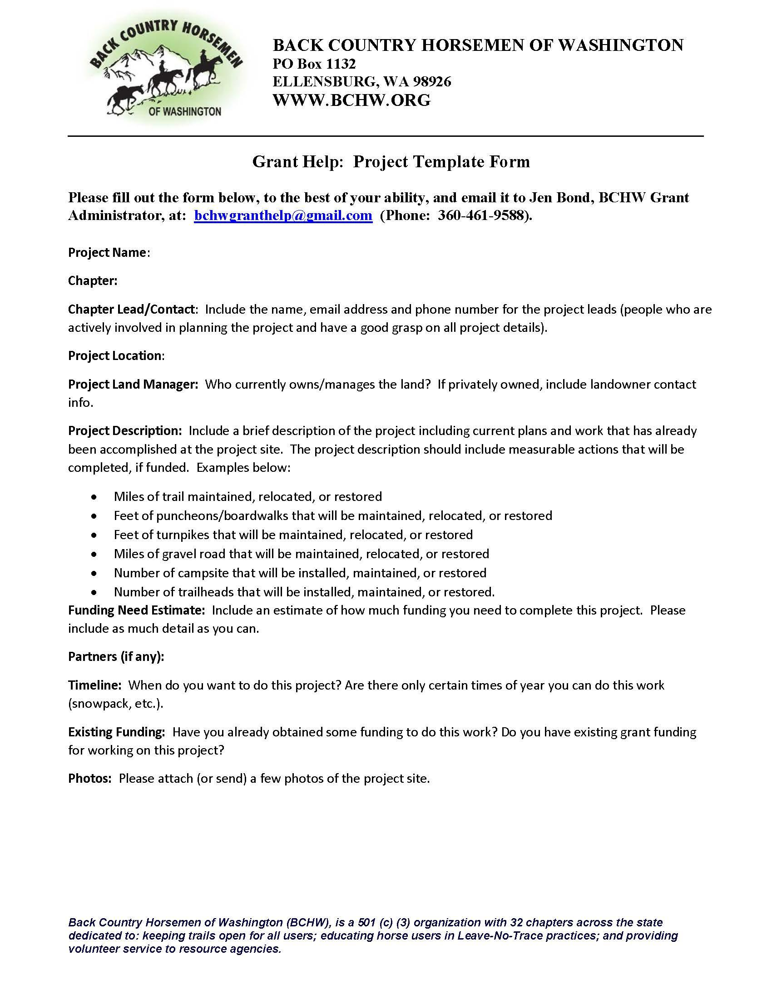 BACK COUNTRY HORSEMEN
OF WASHINGTON
BACK COUNTRY HORSEMEN OF WASHINGTON
PO Box 1132
ELLENSBURG, WA 98926
WWW.BCHW.ORG
Grant Help:  Project Template Form
Please fill out the form below, to the best of your ability, and email it to Jen Bond, BCHW Grant
Administrator, at:  bchwgranthelp@gmail.com  (Phone:  360-461-9588).
Project Name:
Chapter:
Chapter Lead/Contact:  Include the name, email address and phone number for the project leads (people who are
actively involved in planning the project and have a good grasp on all project details).
Project Location:
Project Land Manager:  Who currently owns/manages the land?  If privately owned, include landowner contact
info.
Project Description:  Include a brief description of the project including current plans and work that has already
been accomplished at the project site.  The project description should include measurable actions that will be
completed, if funded.  Examples below:
• Miles of trail maintained, relocated, or restored
• Feet of puncheons/boardwalks that will be maintained, relocated, or restored
• Feet of turnpikes that will be maintained, relocated, or restored
• Miles of gravel road that will be maintained, relocated, or restored
• Number of campsite that will be installed, maintained, or restored
• Number of trailheads that will be installed, maintained, or restored.
Funding Need Estimate:  Include an estimate of how much funding you need to complete this project.  Please
include as much detail as you can.
Partners (if any):
Timeline:  When do you want to do this project? Are there only certain times of year you can do this work
(snowpack, etc.).
Existing Funding:  Have you already obtained some funding to do this work? Do you have existing grant funding
for working on this project?
Photos:  Please attach (or send) a few photos of the project site.
Back Country Horsemen of Washington (BCHW), is a 501 (c) (3) organization with 32 chapters across the state
dedicated to: keeping trails open for all users; educating horse users in Leave-No-Trace practices; and providing
volunteer service to resource agencies.